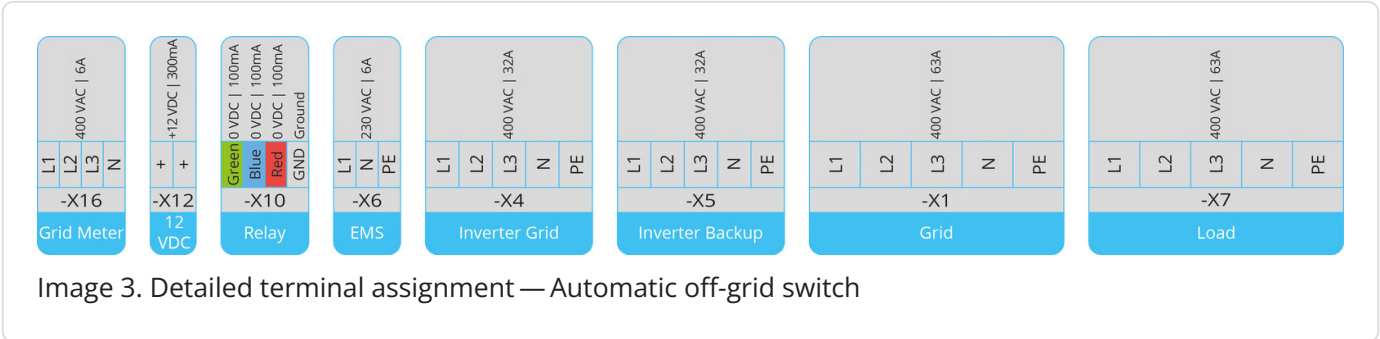 400 VAC | 6A
L1 L2 L3 N
-X16
Grid Meter
+12 VDC | 300mA
+ +
-X12
12
VDC
0 VDC | 100mA
0 VDC | 100mA
0 VDC | 100mA
Ground
Green Blue Red GND
-X10
Relay
230 VAC | 6A
L1 N PE
-X6
EMS
400 VAC | 32A
L1 L2 L3 N PE
-X4
Inverter Grid
400 VAC | 32A
L1 L2 L3 N PE
-X5
Inverter Backup
400 VAC | 63A
L1 L2 L3 N PE
-X1
Grid
400 VAC | 63A
L1 L2 L3 N PE
-X7
Load
Image 3. Detailed terminal assignment — Automatic off-grid switch